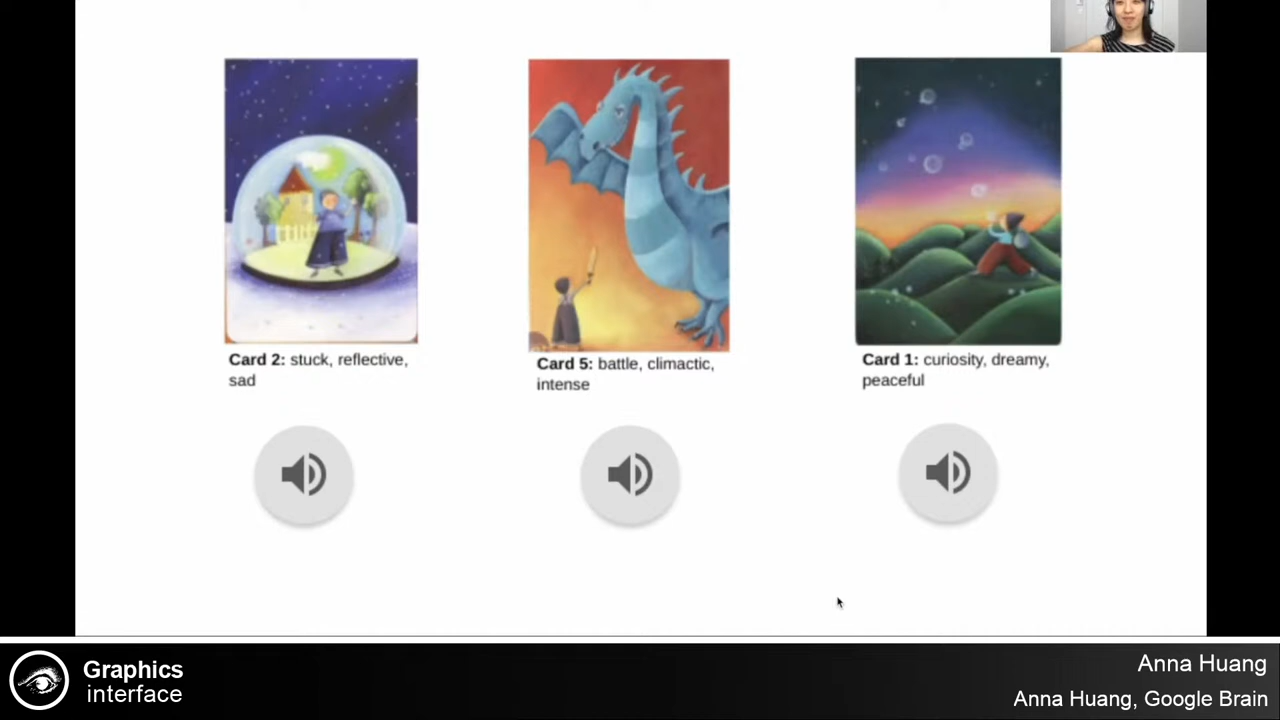 Card 2: stuck, reflective,
sad
Card 5: battle, climactic,
intense
Card 1: curiosity, dreamy,
peaceful
Graphics
interface
Anna Huang
Anna Huang, Google Brain